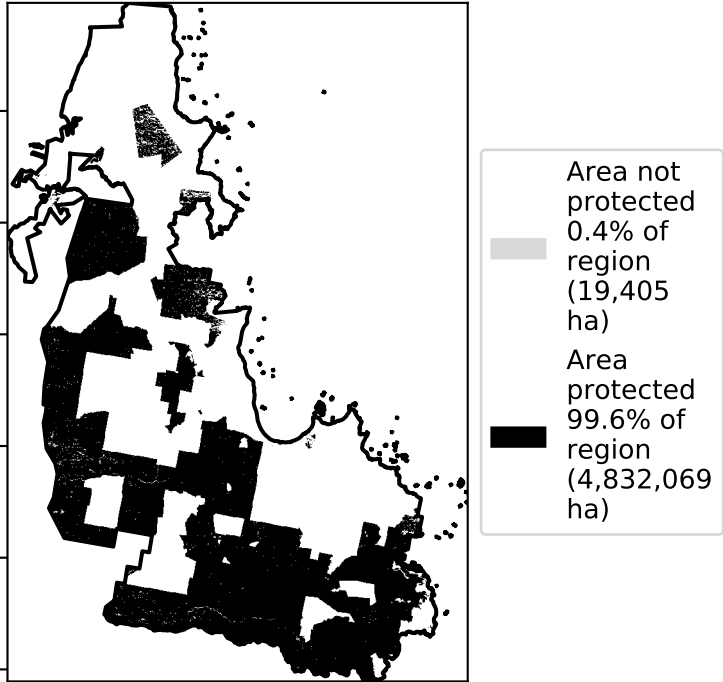 Area not
protected
0.4% of
region
(19,405
ha)
Area
protected
99.6% of
region
(4,832,069
ha)